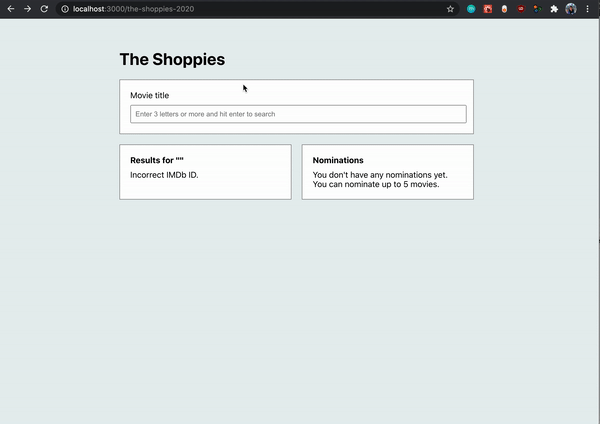 localhost:3000/the-shoppies-2020
The Shoppies
Movie title
Enter 3 letters or more and hit enter to search
Results for ""
Incorrect IMDb ID.
Nominations
You don't have any nominations yet.
You can nominate up to 5 movies.